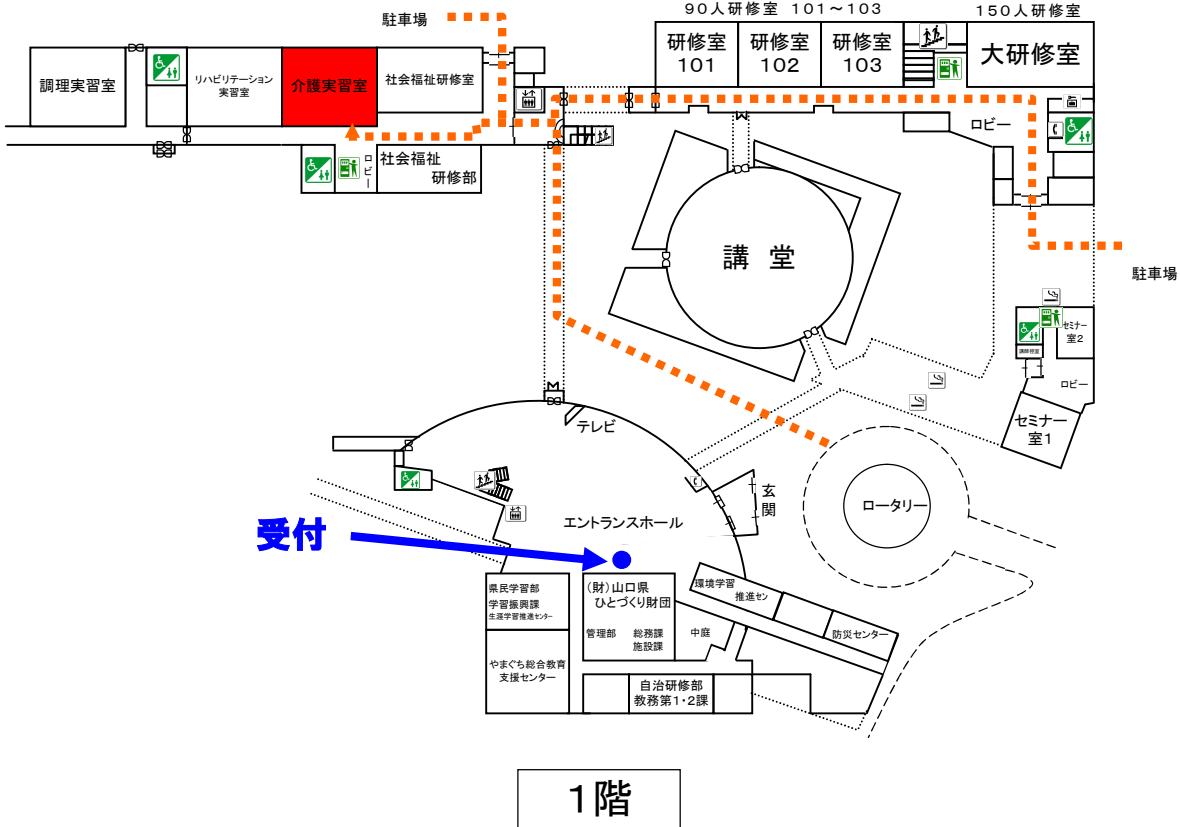 90人研修室 101～103
150人研修室
駐車場
研修室
101
研修室
102
研修室
103
大研修室
調理実習室
リハビリテーション
実習室
介護実習室
社会福祉研修室
ロビー
ロビー
社会福祉
研修部
講堂
駐車場
セミナー
室2
講師控室
ロビー
セミナー
室1
テレビ
玄関
ロータリー
エントランスホール
受付
県民学習部
学習振興課
生涯学習推進センター
(財)山口県
ひとづくり財団
管理部 総務課
施設課
中庭
環境学習
推進セン
防災センター
やまぐち総合教育
支援センター
自治研修部
教務第1・2課
1階